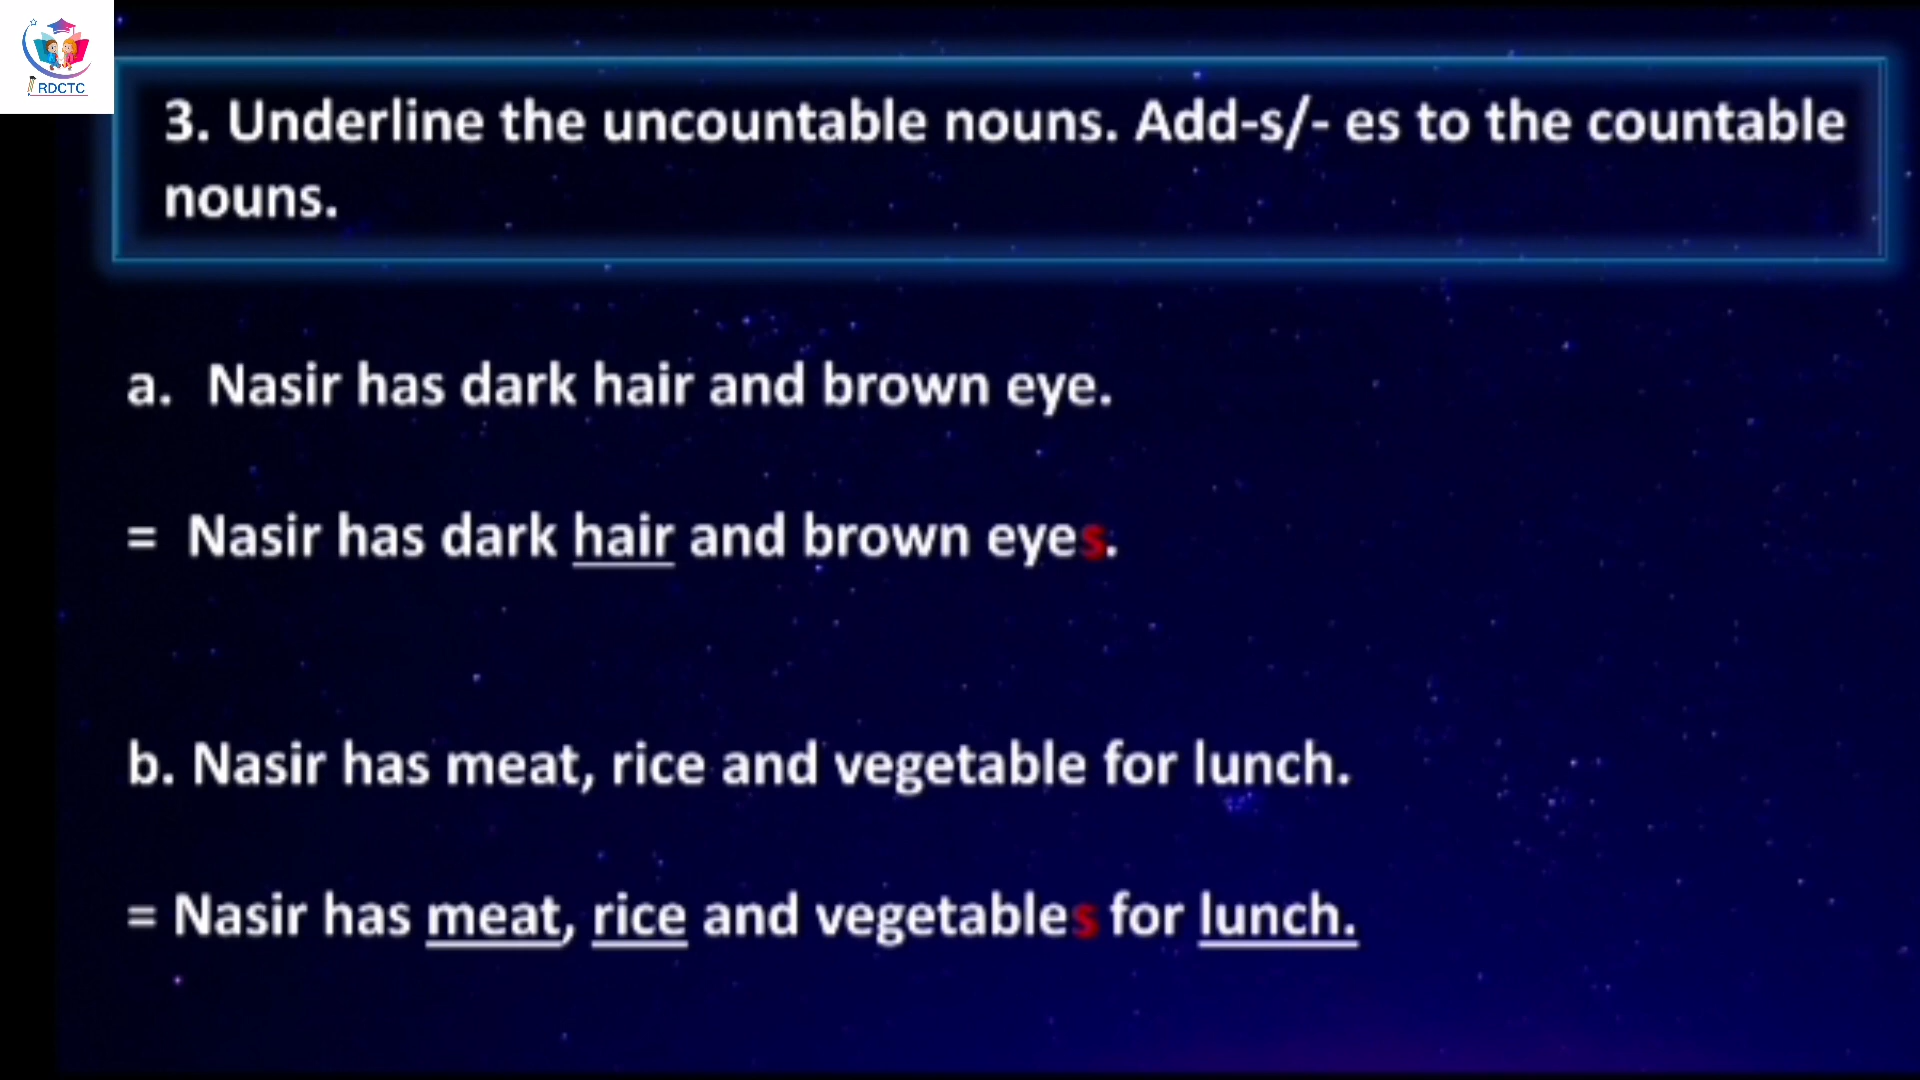 RDCTC
3. Underline the uncountable nouns. Add-s/- es to the countable
nouns.
a. Nasir has dark hair and brown eye.
= Nasir has dark hair and brown eyes.
b. Nasir has meat, rice and vegetable for lunch.
= Nasir has meat, rice and vegetables for lunch.